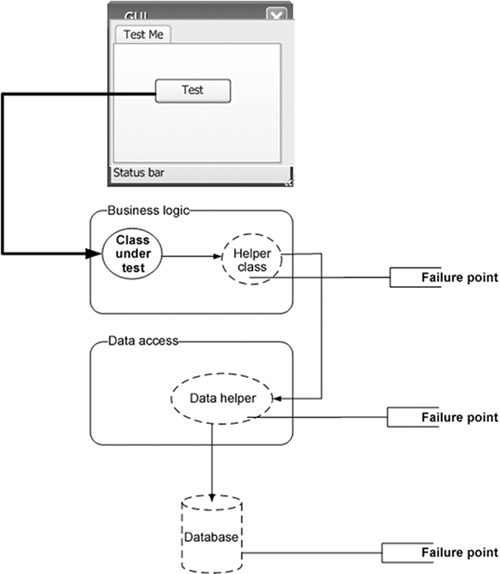 GUI
Test Me
Test
Status bar
Business logic
Class
under
test
Helper
class
Failure point
Data access
Data helper
Failure point
Database
Failure point